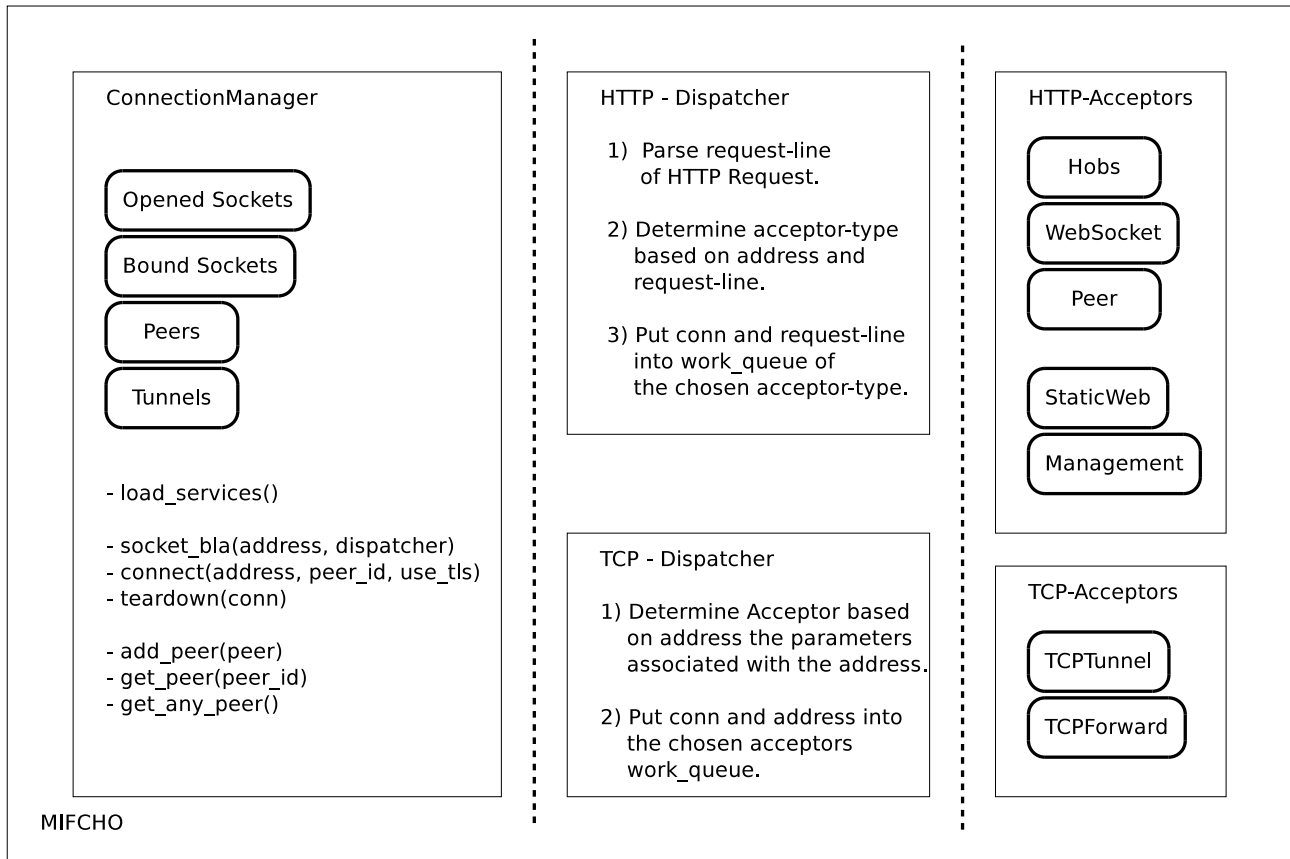 ConnectionManager
Opened Sockets
Bound Sockets
Peers
Tunnels
- load_services()
- socket_bla(address, dispatcher)
- connect(address, peer_id, use_tls)
- teardown(conn)
- add_peer(peer)
- get_peer(peer_id)
- get_any_peer()
HTTP - Dispatcher
1) Parse request-line
of HTTP Request.
2) Determine acceptor-type
based on address and
request-line.
3) Put conn and request-line
into work_queue of
the chosen acceptor-type.
TCP - Dispatcher
1) Determine Acceptor based
on address the parameters
associated with the address.
2) Put conn and address into
the chosen acceptors
work_queue.
HTTP-Acceptors
Hobs
WebSocket
Peer
StaticWeb
Management
TCP-Acceptors
TCPTunnel
TCPForward
MIFCHO